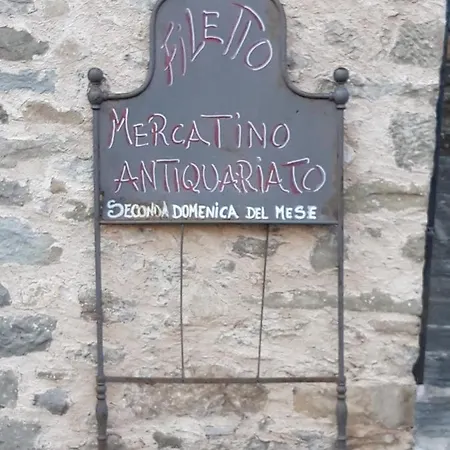 FILETTO
MERCATINO
ANTIQUARIATO
SECONDA DOMENICA DEL MESE